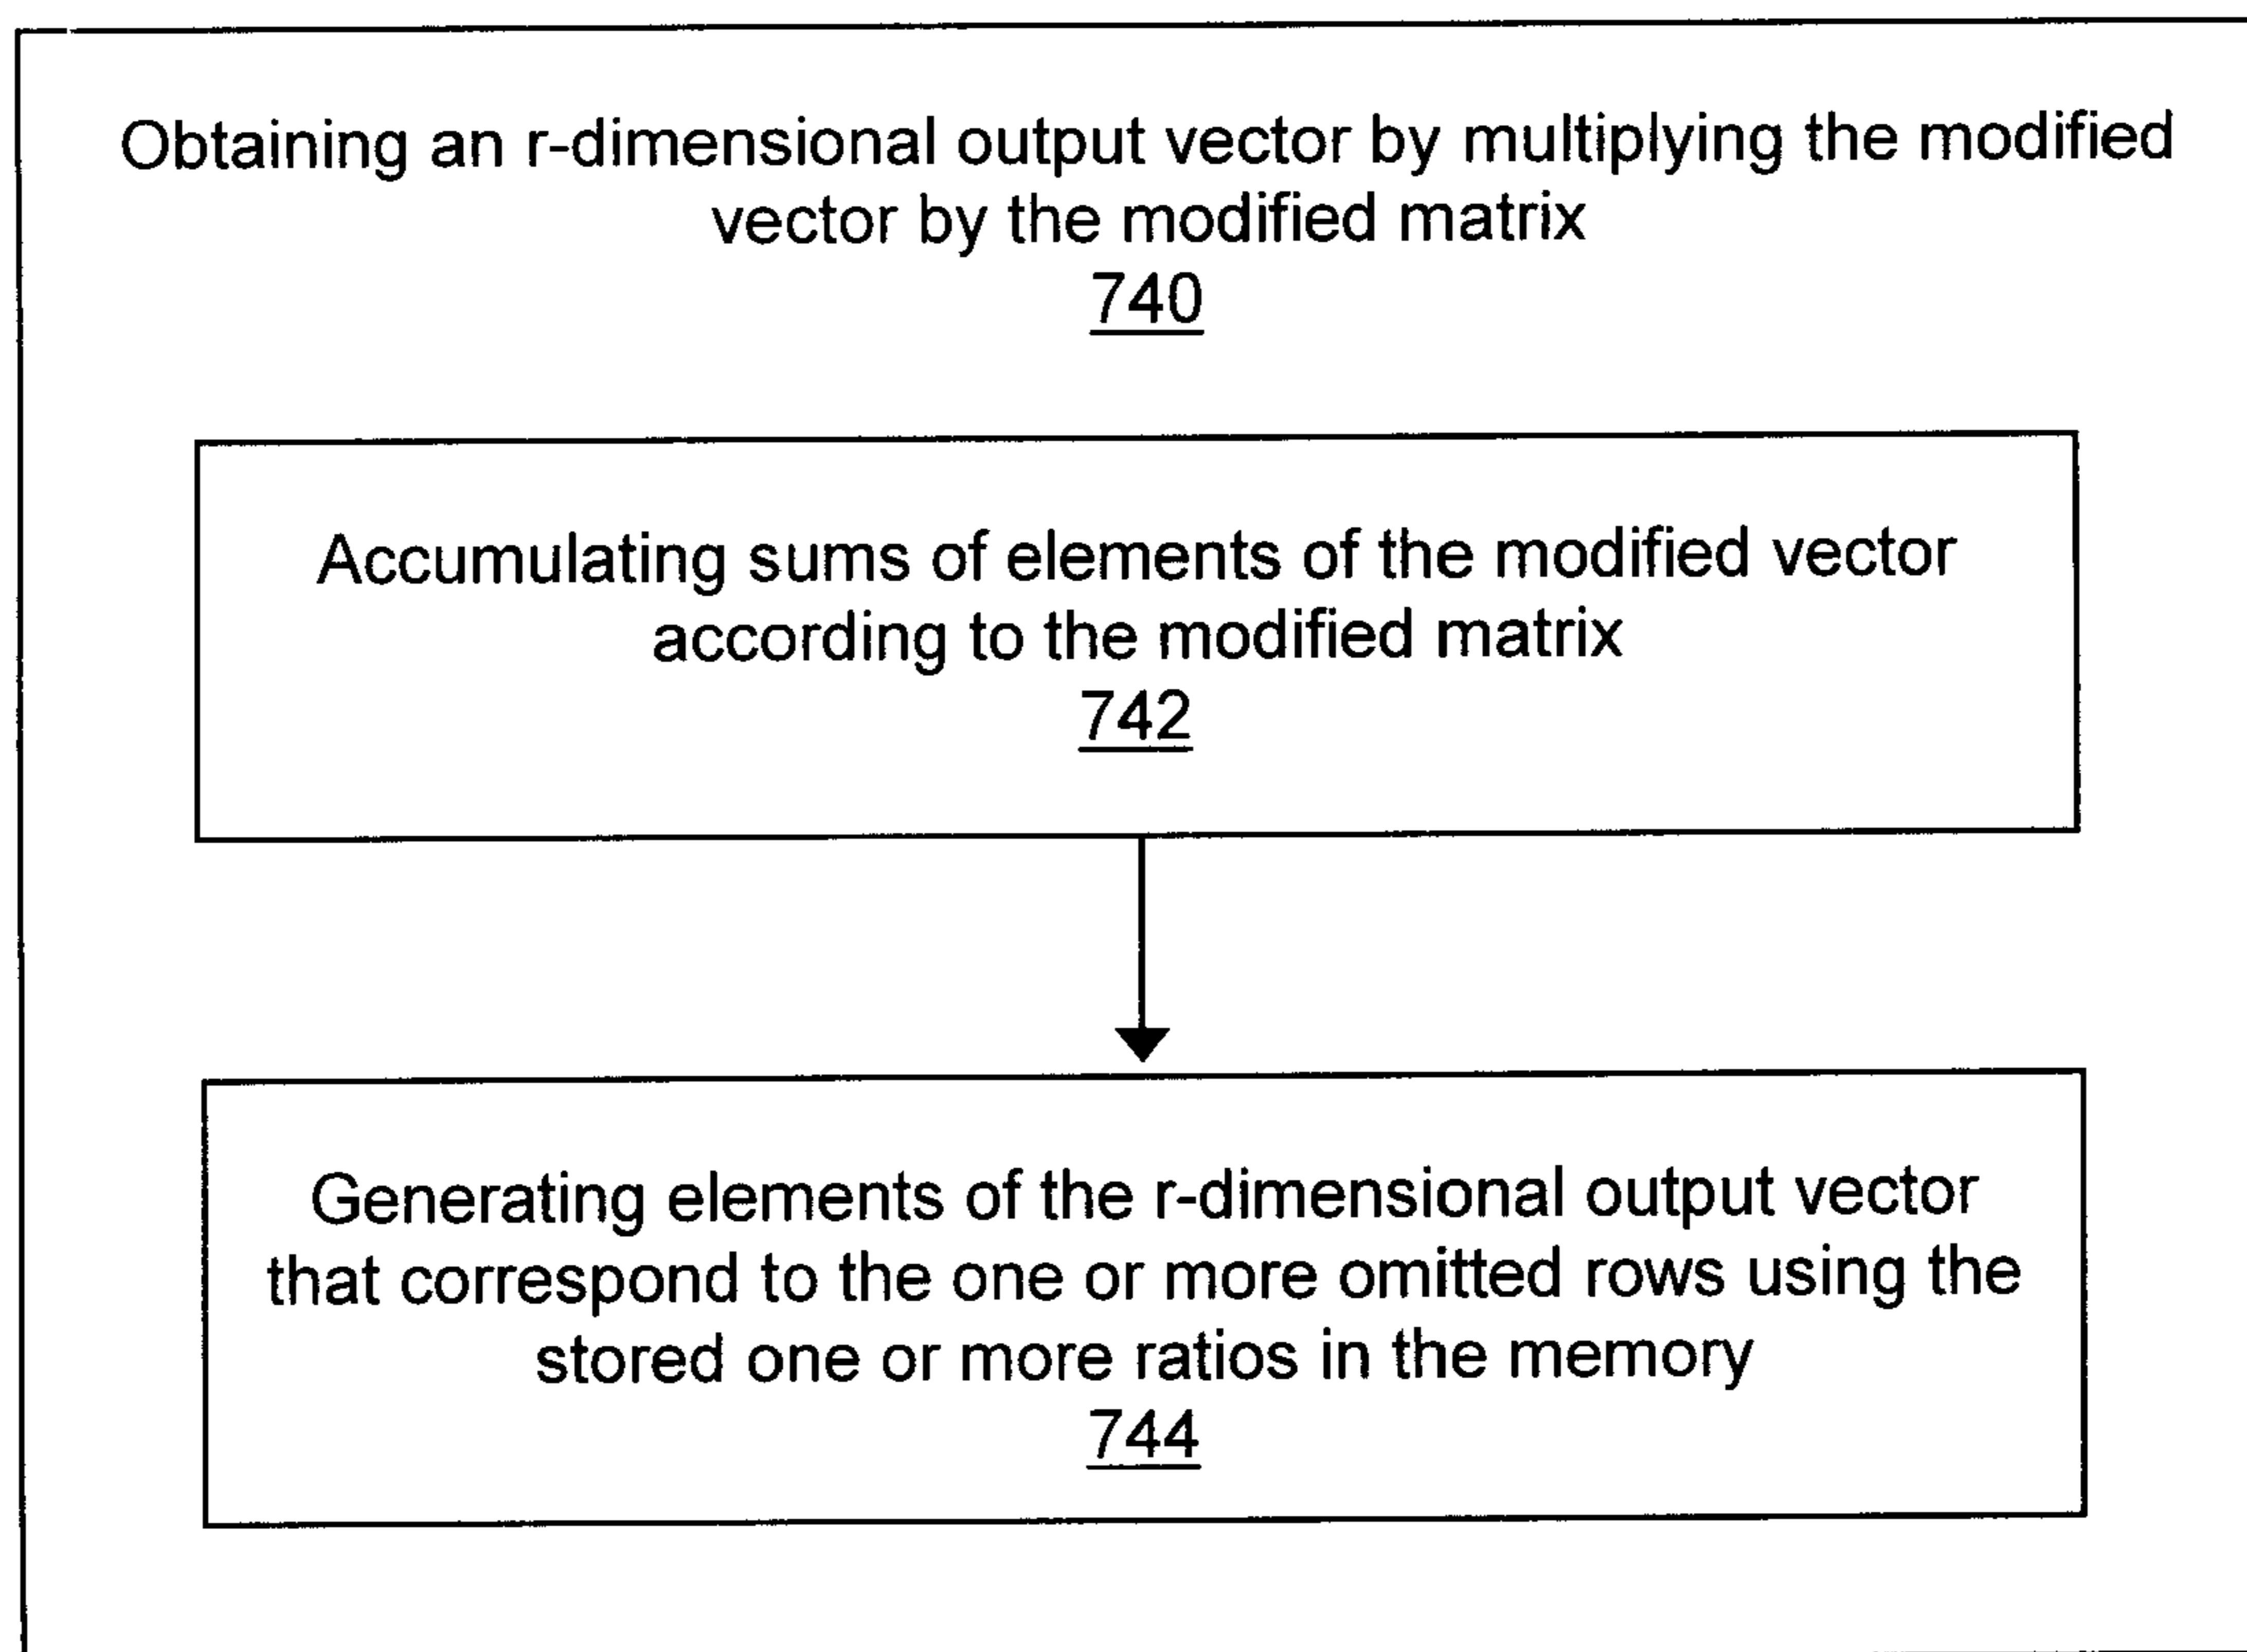 Obtaining an r-dimensional output vector by multiplying the modified
vector by the modified matrix
740
Accumulating sums of elements of the modified vector
according to the modified matrix
742
Generating elements of the r-dimensional output vector
that correspond to the one or more omitted rows using the
stored one or more ratios in the memory
744